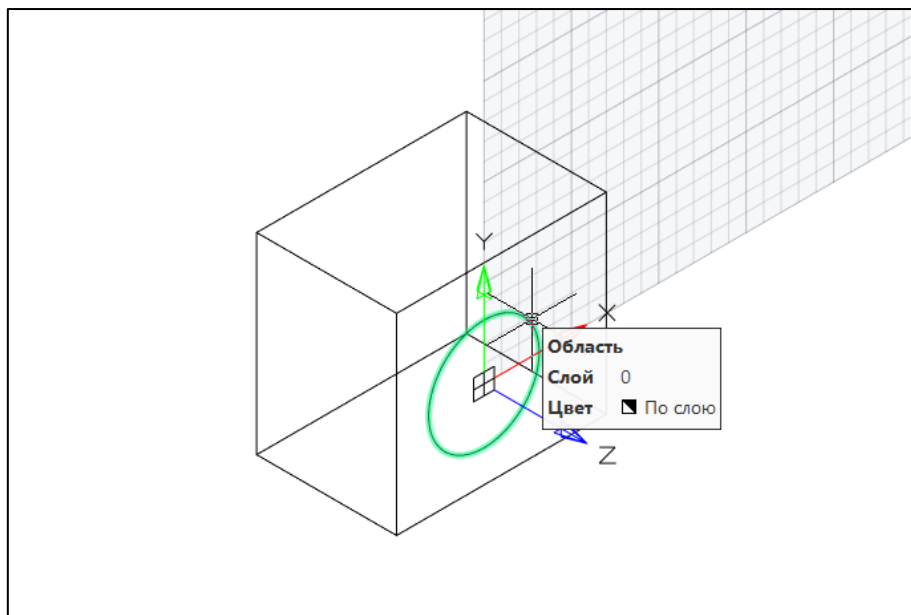 Y
X
Область
Слой 0
Цвет По слою
Z